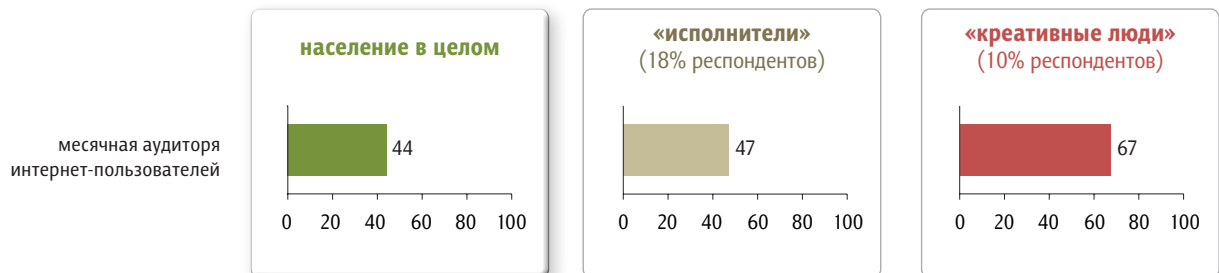 население в целом
«исполнители»
(18% респондентов)
«креативные люди»
(10% респондентов)
месячная аудиторя
интернет-пользователей
44
0 20 40 60 80 100
47
0 20 40 60 80 100
67
0 20 40 60 80 100